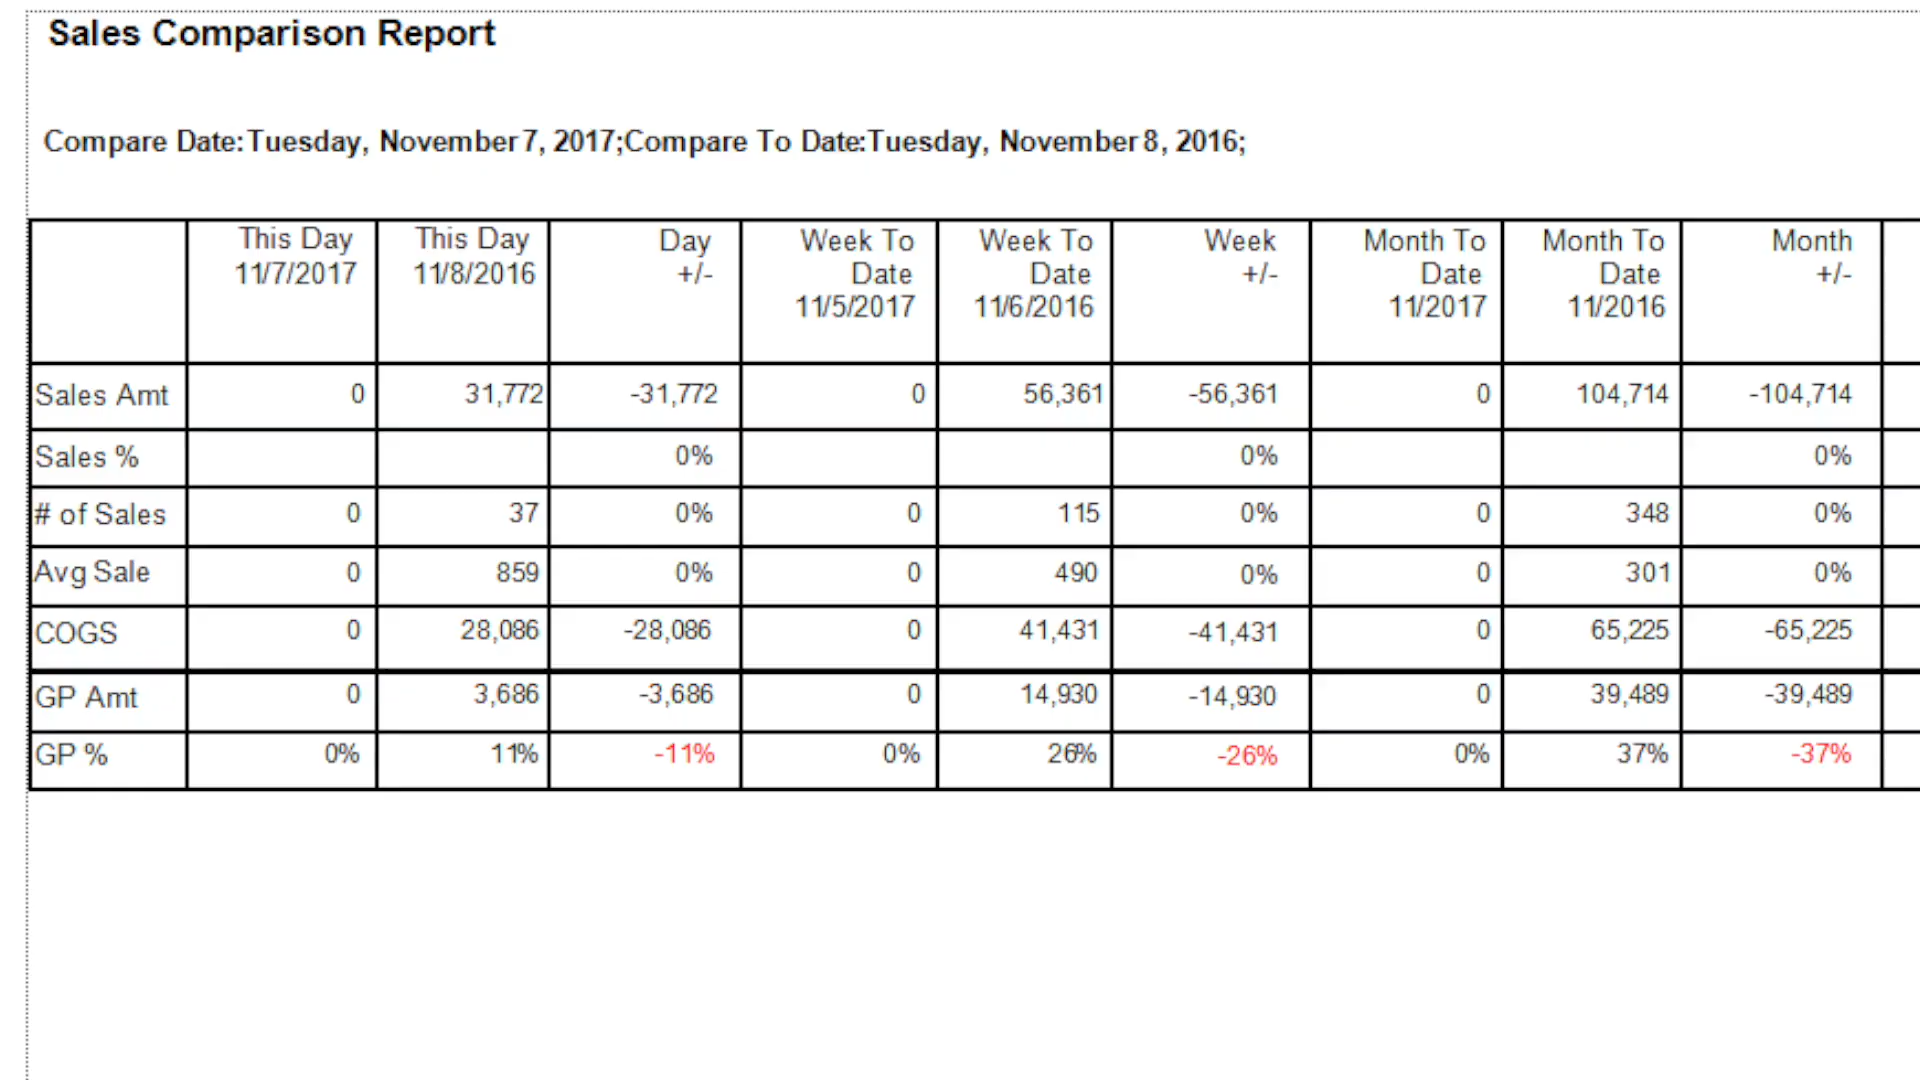 Sales Comparison Report
Compare Date:Tuesday, November 7, 2017;Compare To Date:Tuesday, November 8, 2016;
This Day 11/7/2017 This Day 11/8/2016 Day +/- Week To Date 11/5/2017 Week To Date 11/6/2016 Week +/- Month To Date 11/2017 Month To Date 11/2016 Month +/-
Sales Amt 0 31,772 -31,772 0 56,361 -56,361 0 104,714 -104,714
Sales % 0% 0% 0%
# of Sales 0 37 0% 0 115 0% 0 348 0%
Avg Sale 0 859 0% 0 490 0% 0 301 0%
COGS 0 28,086 -28,086 0 41,431 -41,431 0 65,225 -65,225
GP Amt 0 3,686 -3,686 0 14,930 -14,930 0 39,489 -39,489
GP % 0% 11% -11% 0% 26% -26% 0% 37% -37%